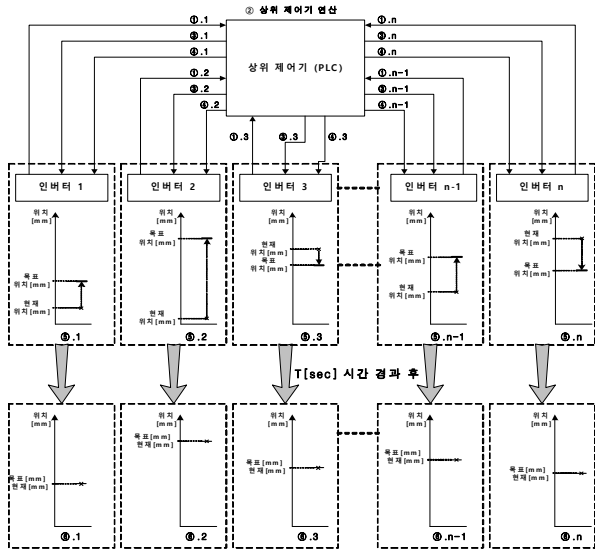 ② 상위 제어기 연산
①.1
③.1
④.1
①.2
③.2
④.2
상위 제어기 (PLC)
①.n
③.n
④.n
①.n-1
③.n-1
④.n-1
①.3
③.3
④.3
인버터 1
위치
[mm]
목표
위치[mm]
현재
위치[mm]
⑤.1
인버터 2
위치
[mm]
목표
위치[mm]
현재
위치[mm]
⑤.2
인버터 3
위치
[mm]
현재
위치[mm]
목표
위치[mm]
⑤.3
인버터 n-1
위치
[mm]
목표
위치[mm]
현재
위치[mm]
⑤.n-1
인버터 n
위치
[mm]
현재
위치[mm]
목표
위치[mm]
⑤.n
T[sec] 시간 경과 후
위치
[mm]
목표[mm]
현재[mm]
⑥.1
위치
[mm]
목표[mm]
현재[mm]
⑥.2
위치
[mm]
목표[mm]
현재[mm]
⑥.3
위치
[mm]
목표[mm]
현재[mm]
⑥.n-1
위치
[mm]
목표[mm]
현재[mm]
⑥.n